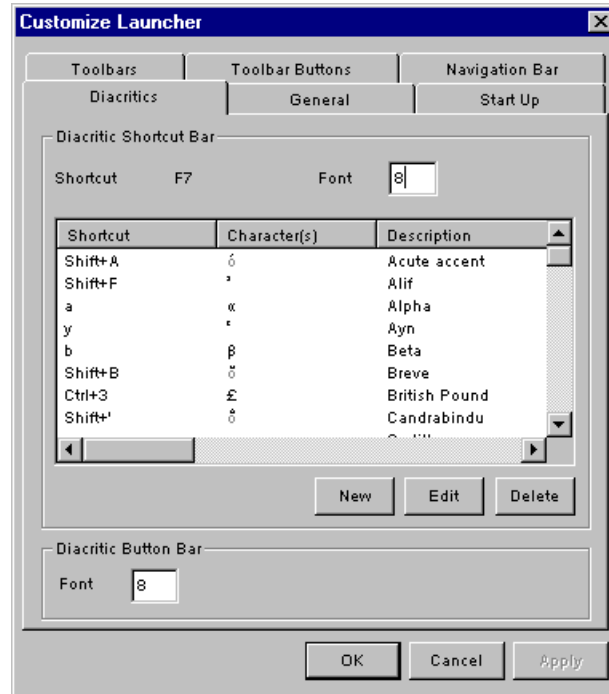 Customize Launcher
Toolbars Toolbar Buttons Navigation Bar
Diacritics General Start Up
Diacritic Shortcut Bar
Shortcut F7 Font 8
Shortcut Character(s) Description
Shift+A ó Acute accent
Shift+F ʾ Alif
a α Alpha
y ʿ Ayn
b β Beta
Shift+B ŏ Breve
Ctrl+3 £ British Pound
Shift+' o̐ Candrabindu
New Edit Delete
Diacritic Button Bar
Font 8
OK Cancel Apply